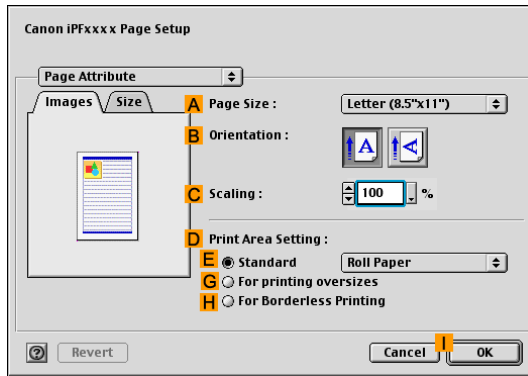 Canon iPFxxxx Page Setup
Page Attribute
Images Size
A Page Size : Letter (8.5"x11")
B Orientation : A A
C Scaling : 100 %
D Print Area Setting :
E Standard Roll Paper
G For printing oversizes
H For Borderless Printing
? Revert Cancel I OK